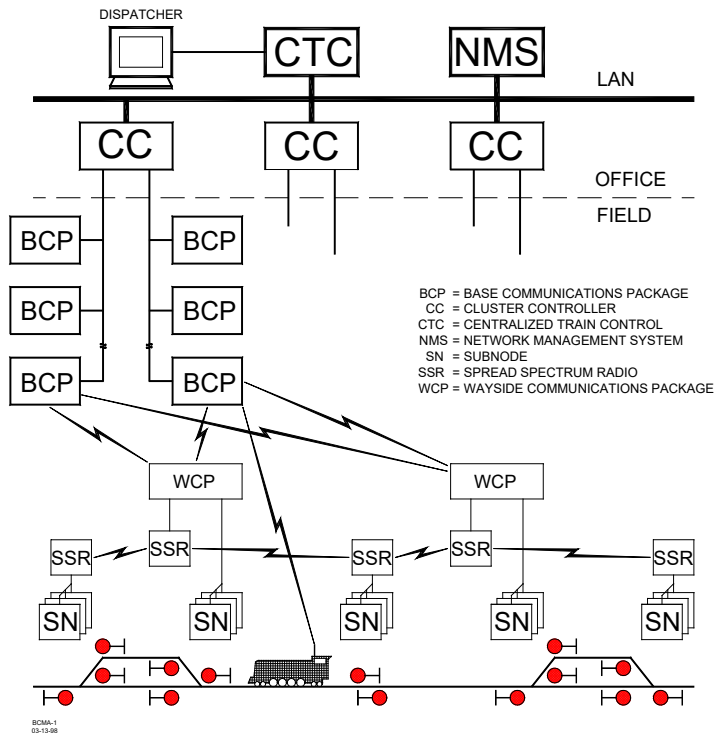 DISPATCHER
CTC
NMS
LAN
CC
CC
CC
OFFICE
FIELD
BCP
BCP
BCP
BCP
BCP
BCP
BCP = BASE COMMUNICATIONS PACKAGE
CC = CLUSTER CONTROLLER
CTC = CENTRALIZED TRAIN CONTROL
NMS = NETWORK MANAGEMENT SYSTEM
SN = SUBNODE
SSR = SPREAD SPECTRUM RADIO
WCP = WAYSIDE COMMUNICATIONS PACKAGE
WCP
WCP
SSR
SSR
SSR
SSR
SSR
SN
SN
SN
SN
SN
BCMA-1
03-13-98